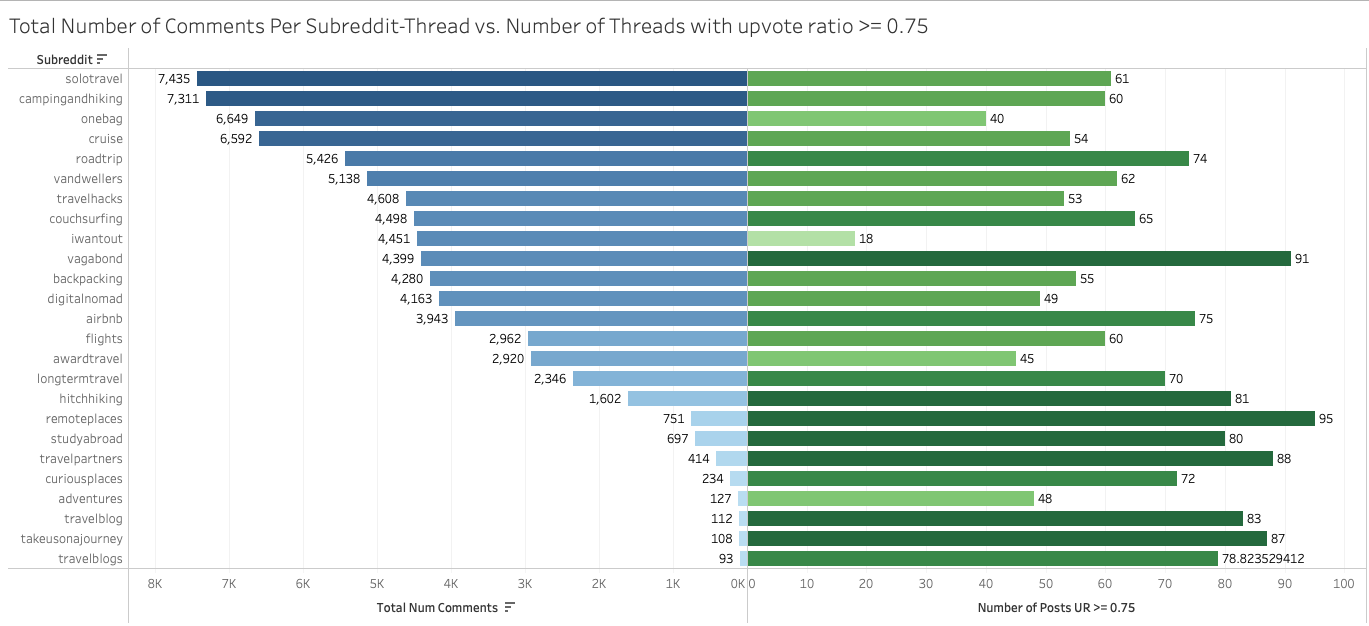 Total Number of Comments Per Subreddit-Thread vs. Number of Threads with upvote ratio >= 0.75
Subreddit
solotravel 7,435 61
campingandhiking 7,311 60
onebag 6,649 40
cruise 6,592 54
roadtrip 5,426 74
vandwellers 5,138 62
travelhacks 4,608 53
couchsurfing 4,498 65
iwantout 4,451 18
vagabond 4,399 91
backpacking 4,280 55
digitalnomad 4,163 49
airbnb 3,943 75
flights 2,962 60
awardtravel 2,920 45
longtermtravel 2,346 70
hitchhiking 1,602 81
remoteplaces 751 95
studyabroad 697 80
travelpartners 414 88
curiousplaces 234 72
adventures 127 48
travelblog 112 83
takeusonajourney 108 87
travelblogs 93 78.823529412
8K 7K 6K 5K 4K 3K 2K 1K 0K 0 10 20 30 40 50 60 70 80 90 100
Total Num Comments Number of Posts UR >= 0.75